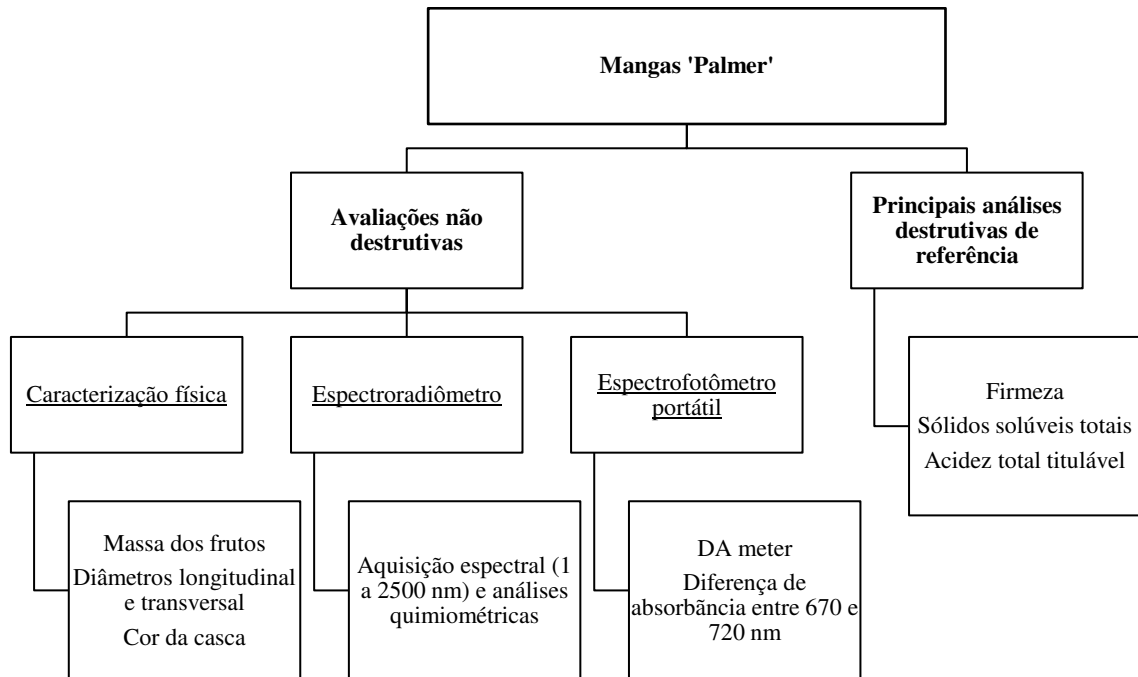 Mangas 'Palmer'
Avaliações não
destrutivas
Principais análises
destrutivas de
referência
Caracterização física
Espectroradiômetro
Espectrofotômetro
portátil
Firmeza
Sólidos solúveis totais
Acidez total titulável
Massa dos frutos
Diâmetros longitudinal
e transversal
Cor da casca
Aquisição espectral (1
a 2500 nm) e análises
quimiométricas
DA meter
Diferença de
absorbãncia entre 670 e
720 nm